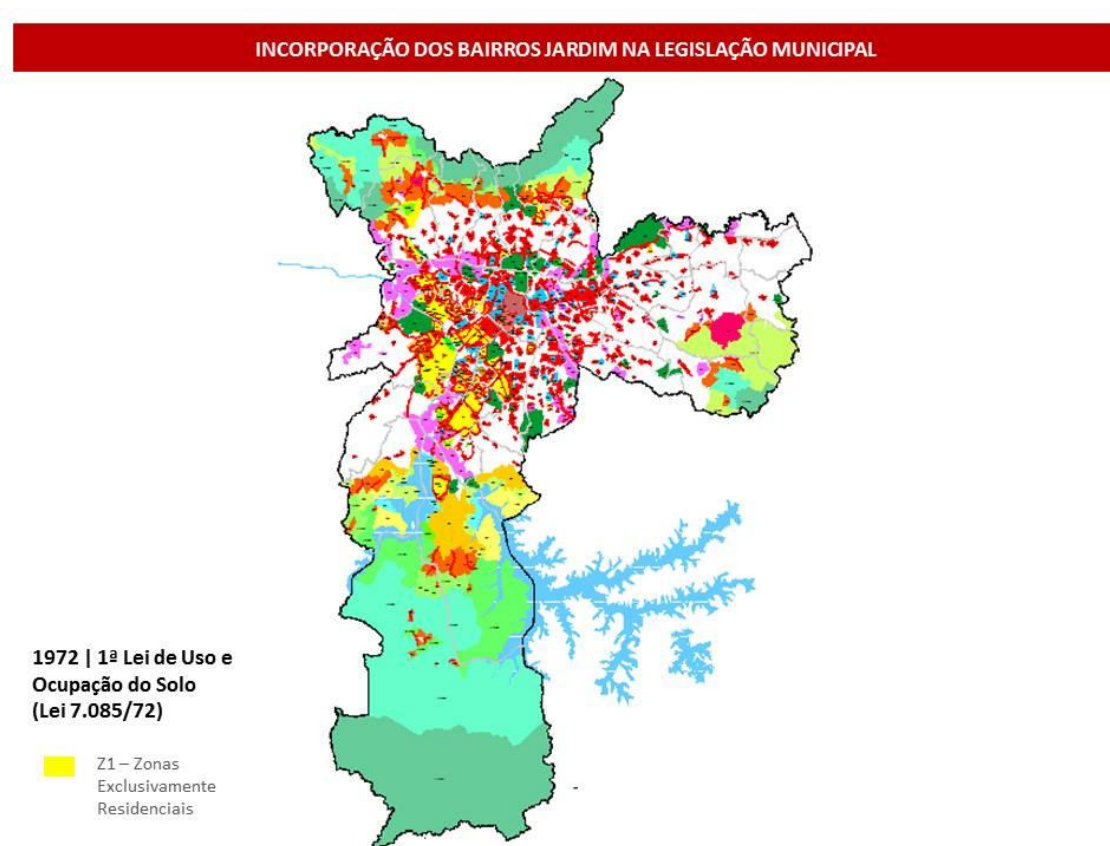 INCORPORAÇÃO DOS BAIRROS JARDIM NA LEGISLAÇÃO MUNICIPAL
1972 | 1ª Lei de Uso e
Ocupação do Solo
(Lei 7.085/72)
Z1 – Zonas
Exclusivamente
Residenciais